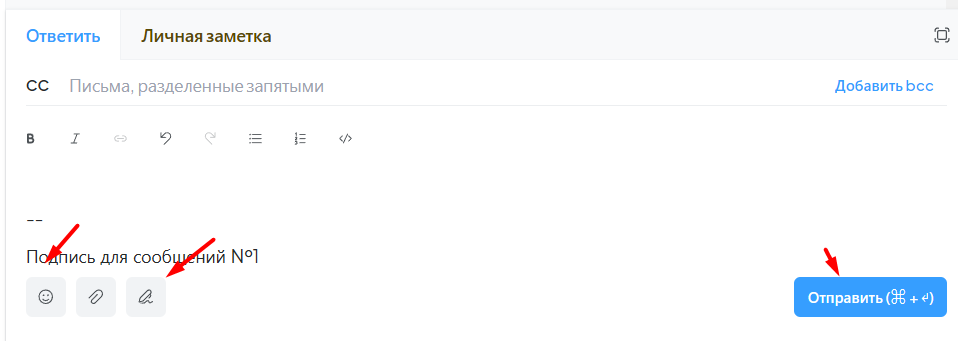 Ответить Личная заметка
CC Письма, разделенные запятыми Добавить bcc
B I
--
Подпись для сообщений №1
Отправить (⌘ + ↲)